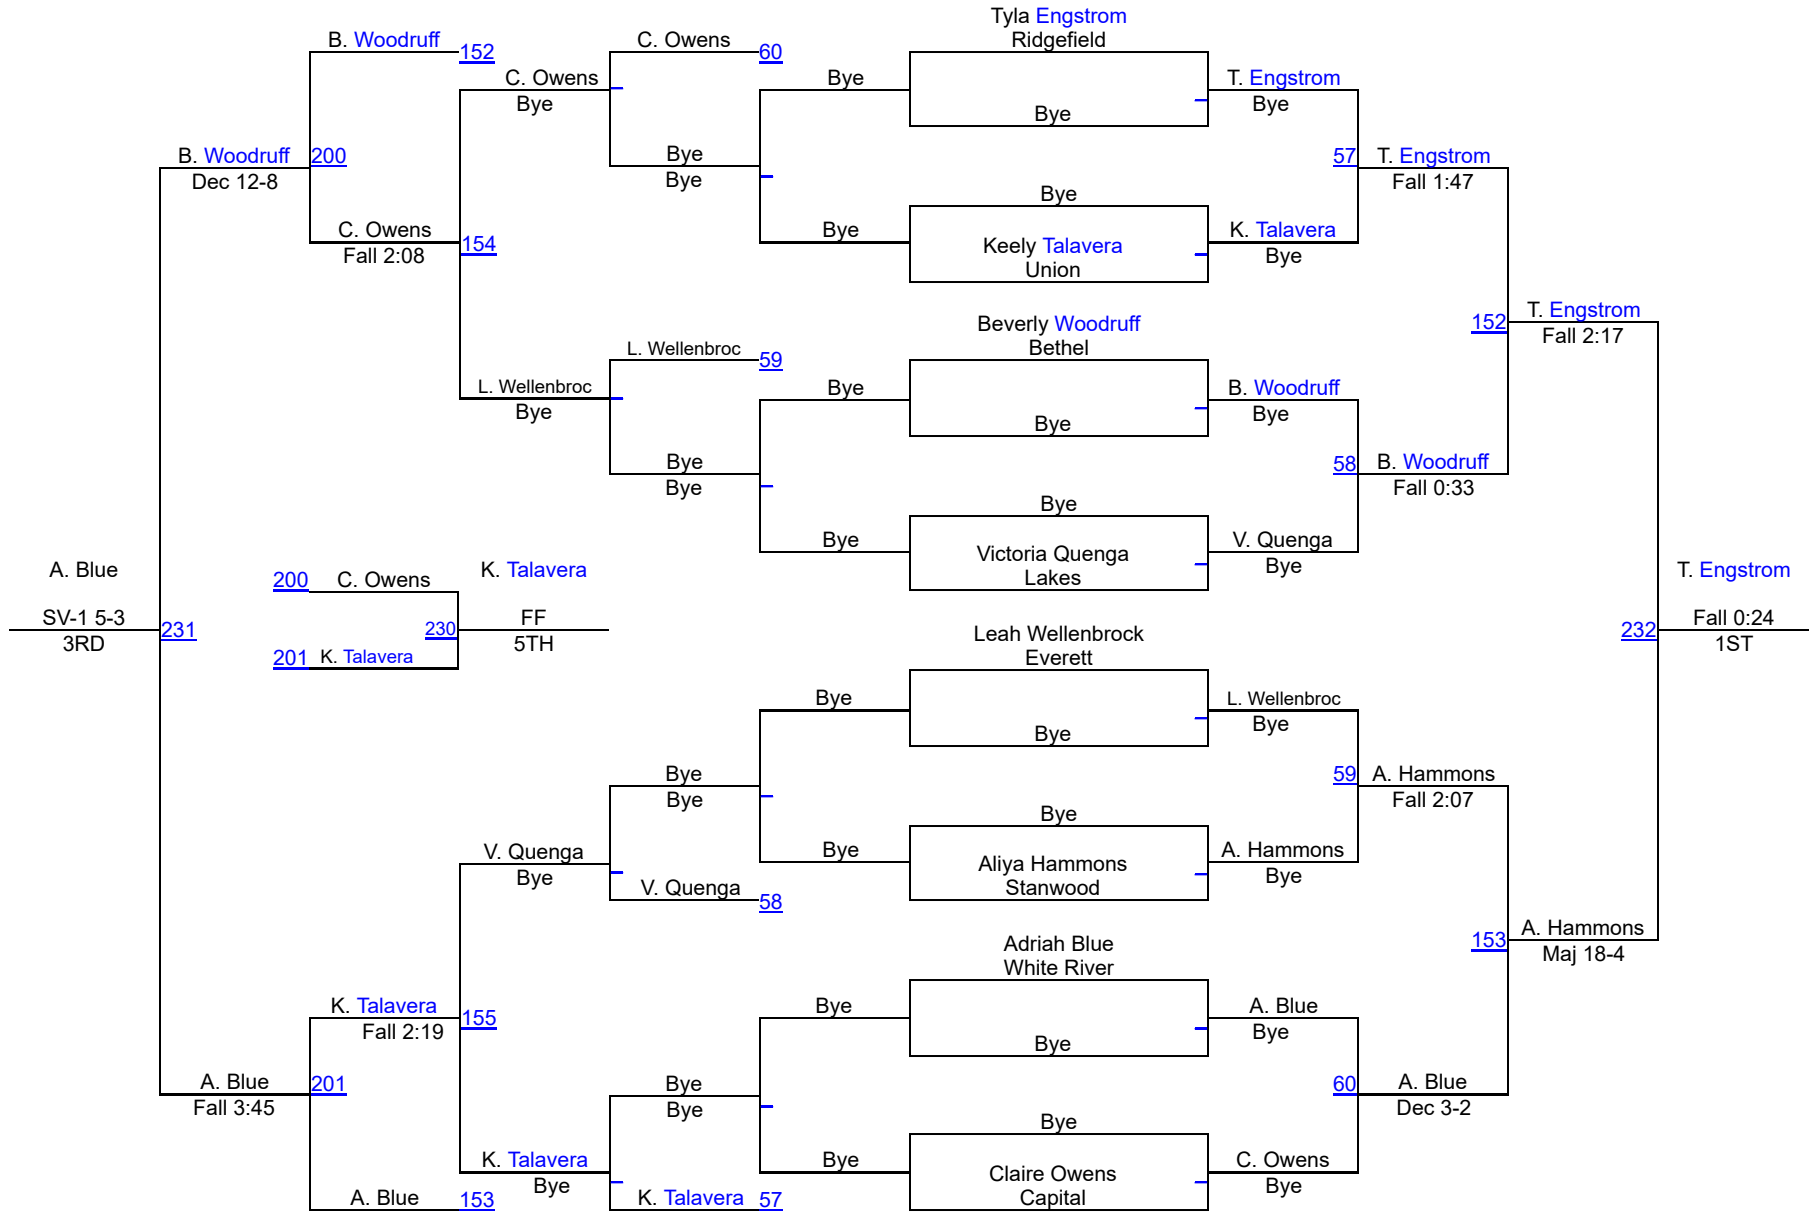 Tyla Engstrom
B. Woodruff 152 C. Owens 60 Ridgefield
C. Owens Bye T. Engstrom
Bye Bye Bye
B. Woodruff 200 Bye 57 T. Engstrom
Dec 12-8 Bye Fall 1:47
Bye
C. Owens 154 Bye K. Talavera
Fall 2:08 Keely Talavera Bye
Union
Beverly Woodruff 152 T. Engstrom
L. Wellenbroc 59 Bethel Fall 2:17
L. Wellenbroc Bye B. Woodruff
Bye Bye Bye
Bye 58 B. Woodruff
Bye Fall 0:33
Bye
Bye V. Quenga
Victoria Quenga Bye
A. Blue 200 C. Owens K. Talavera Lakes T. Engstrom
SV-1 5-3 231 230 FF 232 Fall 0:24
3RD 5TH Leah Wellenbrock 1ST
201 K. Talavera Everett
Bye L. Wellenbroc
Bye Bye
Bye 59 A. Hammons
Bye Fall 2:07
Bye
V. Quenga Bye A. Hammons
Bye Aliya Hammons Bye
V. Quenga 58 Stanwood
153 A. Hammons
Adriah Blue Maj 18-4
White River
K. Talavera 155 Bye A. Blue
Fall 2:19 Bye Bye
A. Blue 201 Bye 60 A. Blue
Fall 3:45 Bye Dec 3-2
Bye
K. Talavera Bye C. Owens
Bye Claire Owens Bye
A. Blue 153 K. Talavera 57 Capital